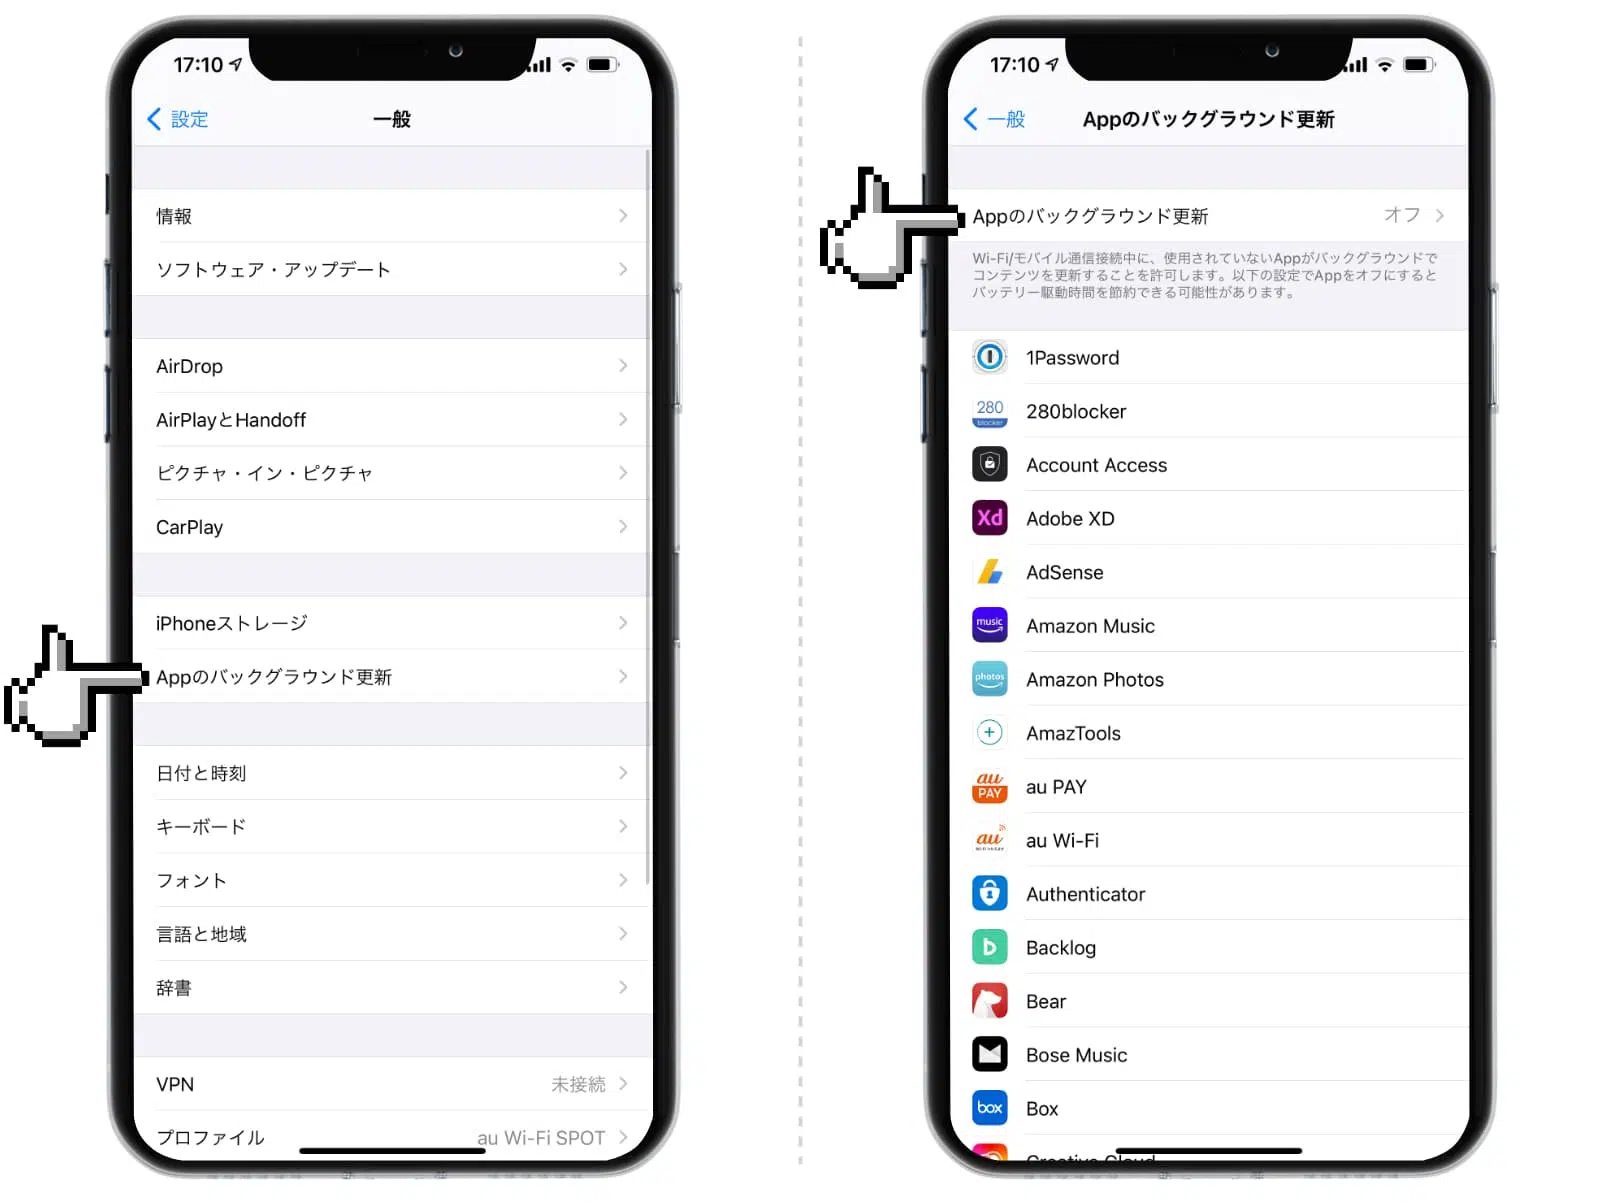 17:10
設定
一般
情報
ソフトウェア・アップデート
AirDrop
AirPlayとHandoff
ピクチャ・イン・ピクチャ
CarPlay
iPhoneストレージ
Appのバックグラウンド更新
日付と時刻
キーボード
フォント
言語と地域
辞書
VPN 未接続
プロファイル au Wi-Fi SPOT
17:10
一般
Appのバックグラウンド更新
Appのバックグラウンド更新 オフ
Wi-Fi/モバイル通信接続中に、使用されていないAppがバックグラウンドで
コンテンツを更新することを許可します。以下の設定でAppをオフにすると
バッテリー駆動時間を節約できる可能性があります。
1Password
280
blocker
280blocker
Account Access
Xd
Adobe XD
AdSense
music
Amazon Music
photos
Amazon Photos
AmazTools
au
PAY
au PAY
au
au Wi-Fi
Authenticator
b
Backlog
Bear
Bose Music
box
Box
Creative Cloud